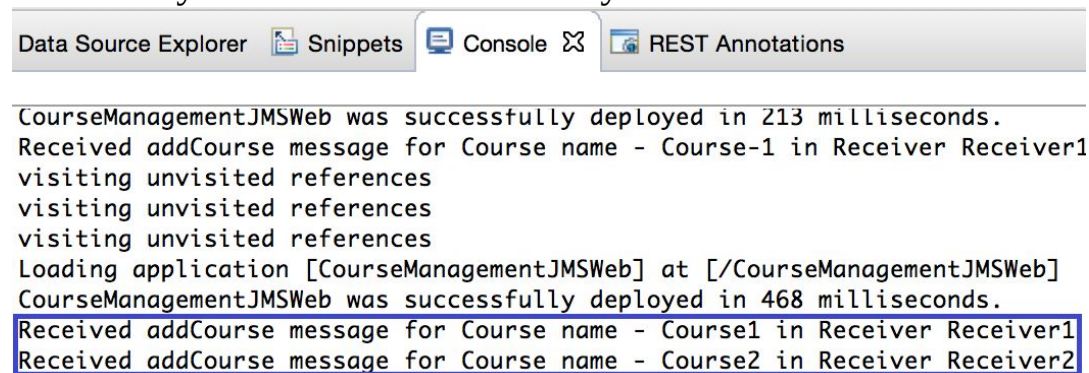 Data Source Explorer Snippets Console REST Annotations
CourseManagementJMSWeb was successfully deployed in 213 milliseconds.
Received addCourse message for Course name - Course-1 in Receiver Receiver1
visiting unvisited references
visiting unvisited references
visiting unvisited references
Loading application [CourseManagementJMSWeb] at [/CourseManagementJMSWeb]
CourseManagementJMSWeb was successfully deployed in 468 milliseconds.
Received addCourse message for Course name - Course1 in Receiver Receiver1
Received addCourse message for Course name - Course2 in Receiver Receiver2